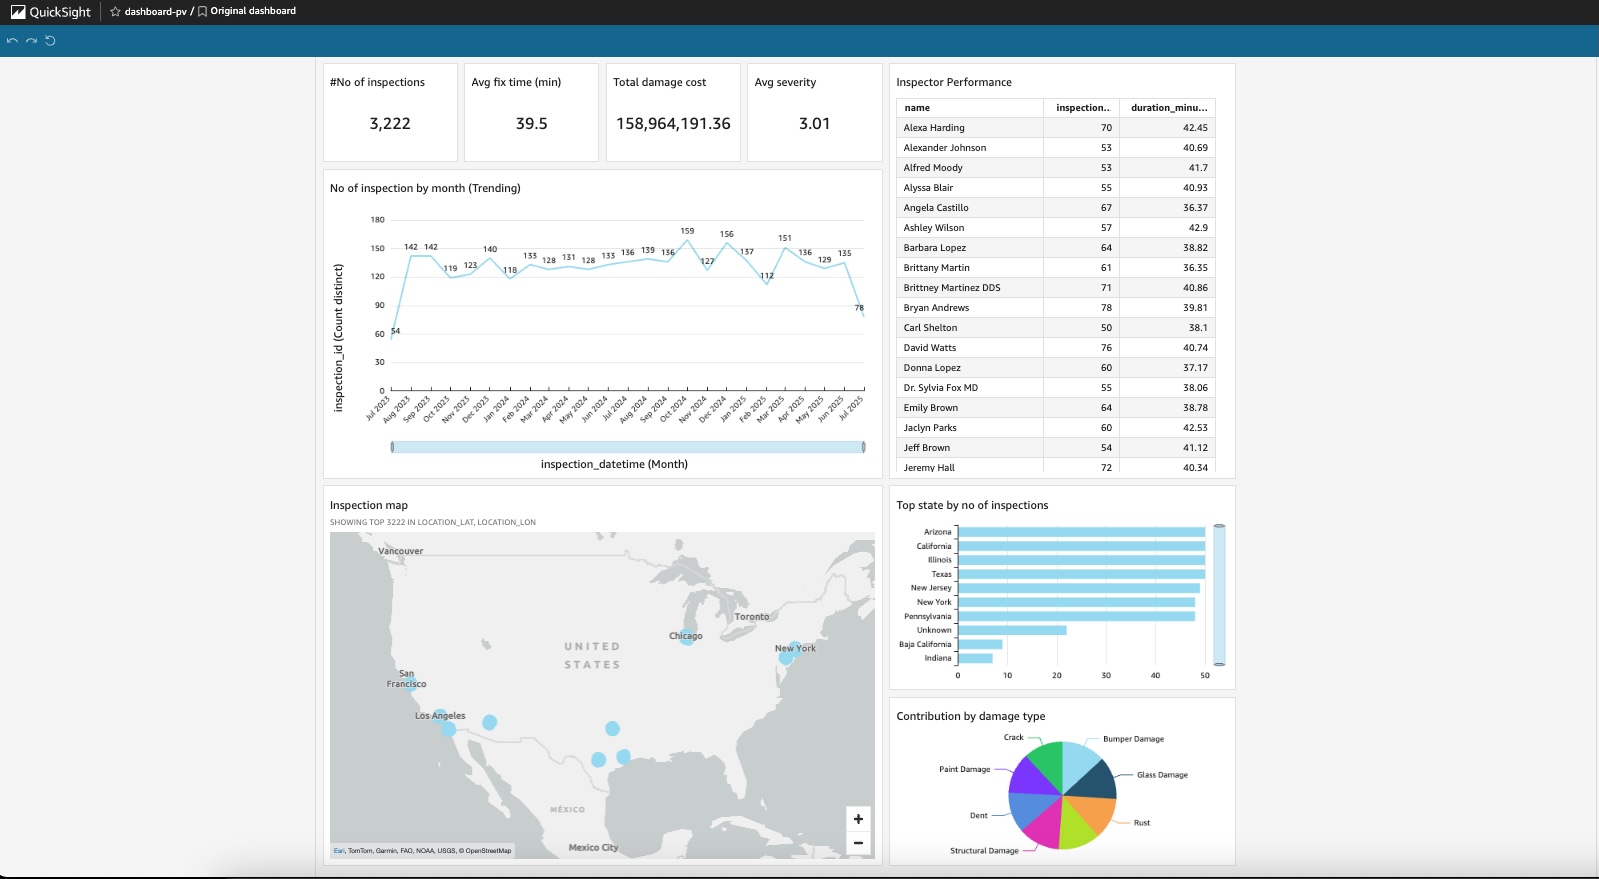 QuickSight
dashboard-pv / Original dashboard
#No of inspections
3,222
Avg fix time (min)
39.5
Total damage cost
158,964,191.36
Avg severity
3.01
No of inspection by month (Trending)
inspection_id (Count distinct)
180
150
120
90
60
30
0
54
142
142
119
123
140
118
133
128
131
128
133
136
139
136
159
127
156
137
112
151
136
129
135
78
Jul 2023
Aug 2023
Sep 2023
Oct 2023
Nov 2023
Dec 2023
Jan 2024
Feb 2024
Mar 2024
Apr 2024
May 2024
Jun 2024
Jul 2024
Aug 2024
Sep 2024
Oct 2024
Nov 2024
Dec 2024
Jan 2025
Feb 2025
Mar 2025
Apr 2025
May 2025
Jun 2025
Jul 2025
inspection_datetime (Month)
Inspector Performance
name inspection... duration_minu...
Alexa Harding 70 42.45
Alexander Johnson 53 40.69
Alfred Moody 53 41.7
Alyssa Blair 55 40.93
Angela Castillo 67 36.37
Ashley Wilson 57 42.9
Barbara Lopez 64 38.82
Brittany Martin 61 36.35
Brittney Martinez DDS 71 40.86
Bryan Andrews 78 39.81
Carl Shelton 50 38.1
David Watts 76 40.74
Donna Lopez 60 37.17
Dr. Sylvia Fox MD 55 38.06
Emily Brown 64 38.78
Jaclyn Parks 60 42.53
Jeff Brown 54 41.12
Jeremy Hall 72 40.34
Inspection map
SHOWING TOP 3222 IN LOCATION_LAT, LOCATION_LON
Vancouver
Toronto
Chicago
New York
UNITED
STATES
San
Francisco
Los Angeles
MÉXICO
Mexico City
+
−
Esri, TomTom, Garmin, FAO, NOAA, USGS, © OpenStreetMap
Top state by no of inspections
Arizona
California
Illinois
Texas
New Jersey
New York
Pennsylvania
Unknown
Baja California
Indiana
0 10 20 30 40 50
Contribution by damage type
Crack
Bumper Damage
Paint Damage
Glass Damage
Dent
Rust
Structural Damage